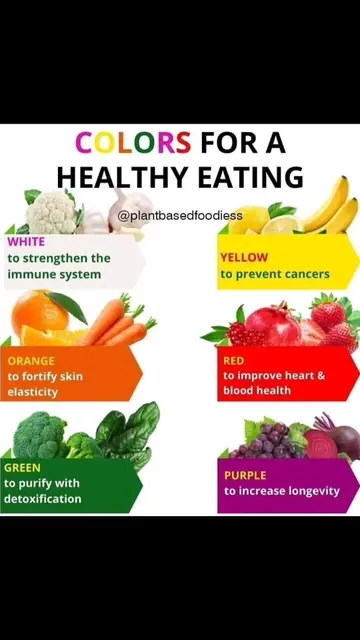 COLORS FOR A
HEALTHY EATING
@plantbasedfoodiess
WHITE
to strengthen the
immune system
YELLOW
to prevent cancers
ORANGE
to fortify skin
elasticity
RED
to improve heart &
blood health
GREEN
to purify with
detoxification
PURPLE
to increase longevity